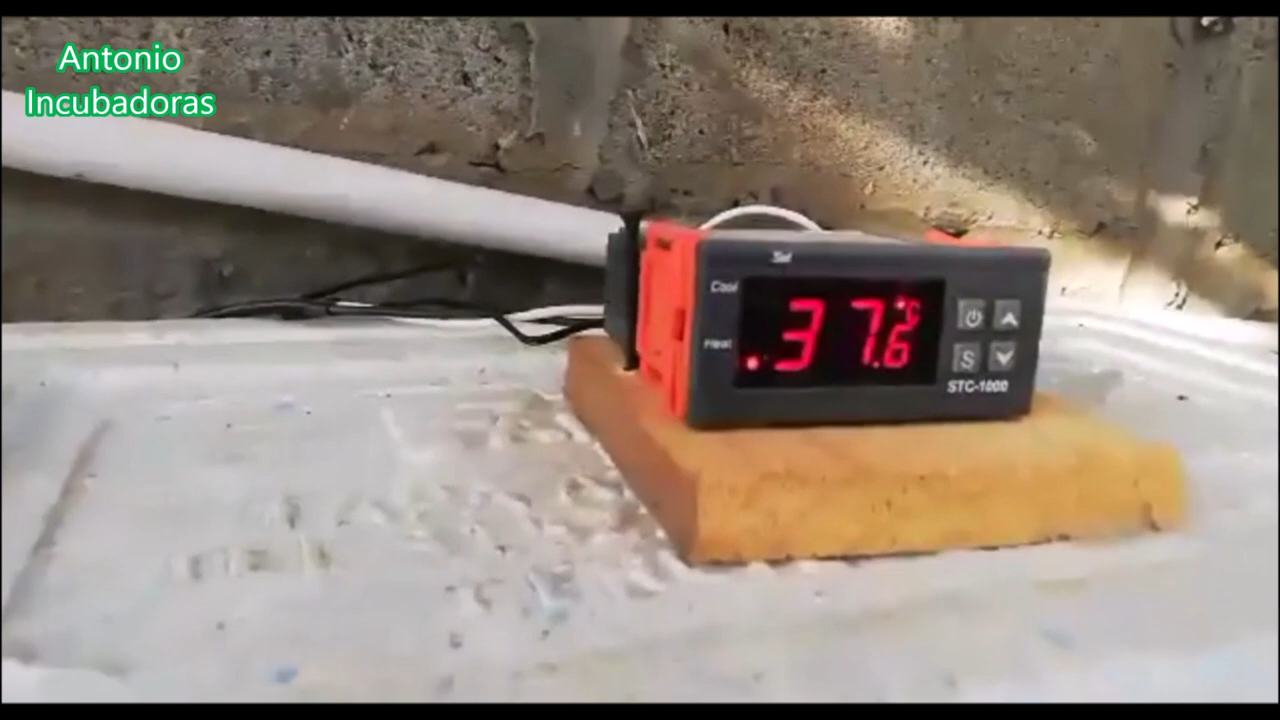 Antonio
Incubadoras
Set
Cool
37.6
°C
Heat
S
STC-1000